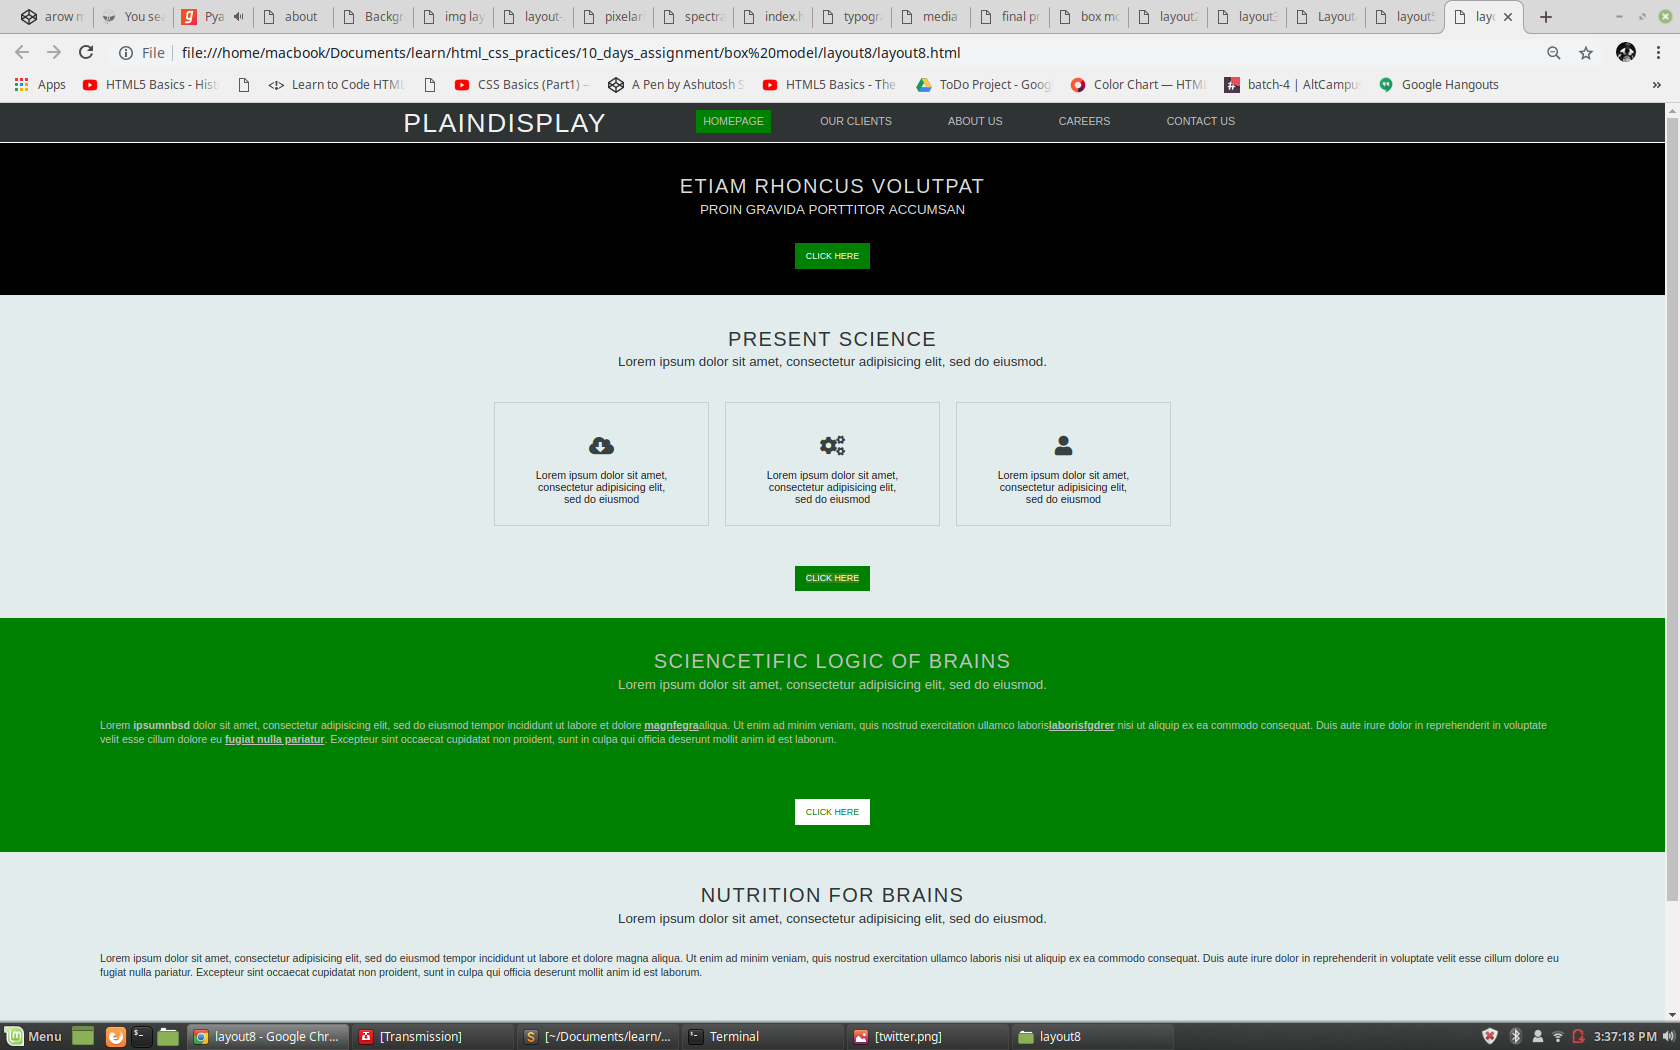 arow m
You sea
Pya
about
Backgr
img lay
layout-
pixelar
spectra
index.h
typogra
media
final pr
box mo
layout2
layout3
Layout
layout5
layo
File
file:///home/macbook/Documents/learn/html_css_practices/10_days_assignment/box%20model/layout8/layout8.html
Apps
HTML5 Basics - Hist
Learn to Code HTML
CSS Basics (Part1) –
A Pen by Ashutosh S
HTML5 Basics - The
ToDo Project - Goog
Color Chart — HTML
batch-4 | AltCampus
Google Hangouts
»
PLAINDISPLAY
HOMEPAGE
OUR CLIENTS
ABOUT US
CAREERS
CONTACT US
ETIAM RHONCUS VOLUTPAT
PROIN GRAVIDA PORTTITOR ACCUMSAN
CLICK HERE
PRESENT SCIENCE
Lorem ipsum dolor sit amet, consectetur adipisicing elit, sed do eiusmod.
Lorem ipsum dolor sit amet,
consectetur adipisicing elit,
sed do eiusmod
Lorem ipsum dolor sit amet,
consectetur adipisicing elit,
sed do eiusmod
Lorem ipsum dolor sit amet,
consectetur adipisicing elit,
sed do eiusmod
CLICK HERE
SCIENCETIFIC LOGIC OF BRAINS
Lorem ipsum dolor sit amet, consectetur adipisicing elit, sed do eiusmod.
Lorem ipsumnbsd dolor sit amet, consectetur adipisicing elit, sed do eiusmod tempor incididunt ut labore et dolore magnfegraaliqua. Ut enim ad minim veniam, quis nostrud exercitation ullamco laborislaborisfgdrer nisi ut aliquip ex ea commodo consequat. Duis aute irure dolor in reprehenderit in voluptate
velit esse cillum dolore eu fugiat nulla pariatur. Excepteur sint occaecat cupidatat non proident, sunt in culpa qui officia deserunt mollit anim id est laborum.
CLICK HERE
NUTRITION FOR BRAINS
Lorem ipsum dolor sit amet, consectetur adipisicing elit, sed do eiusmod.
Lorem ipsum dolor sit amet, consectetur adipisicing elit, sed do eiusmod tempor incididunt ut labore et dolore magna aliqua. Ut enim ad minim veniam, quis nostrud exercitation ullamco laboris nisi ut aliquip ex ea commodo consequat. Duis aute irure dolor in reprehenderit in voluptate velit esse cillum dolore eu
fugiat nulla pariatur. Excepteur sint occaecat cupidatat non proident, sunt in culpa qui officia deserunt mollit anim id est laborum.
Menu
layout8 - Google Chr...
[Transmission]
[~/Documents/learn/...
Terminal
[twitter.png]
layout8
3:37:18 PM